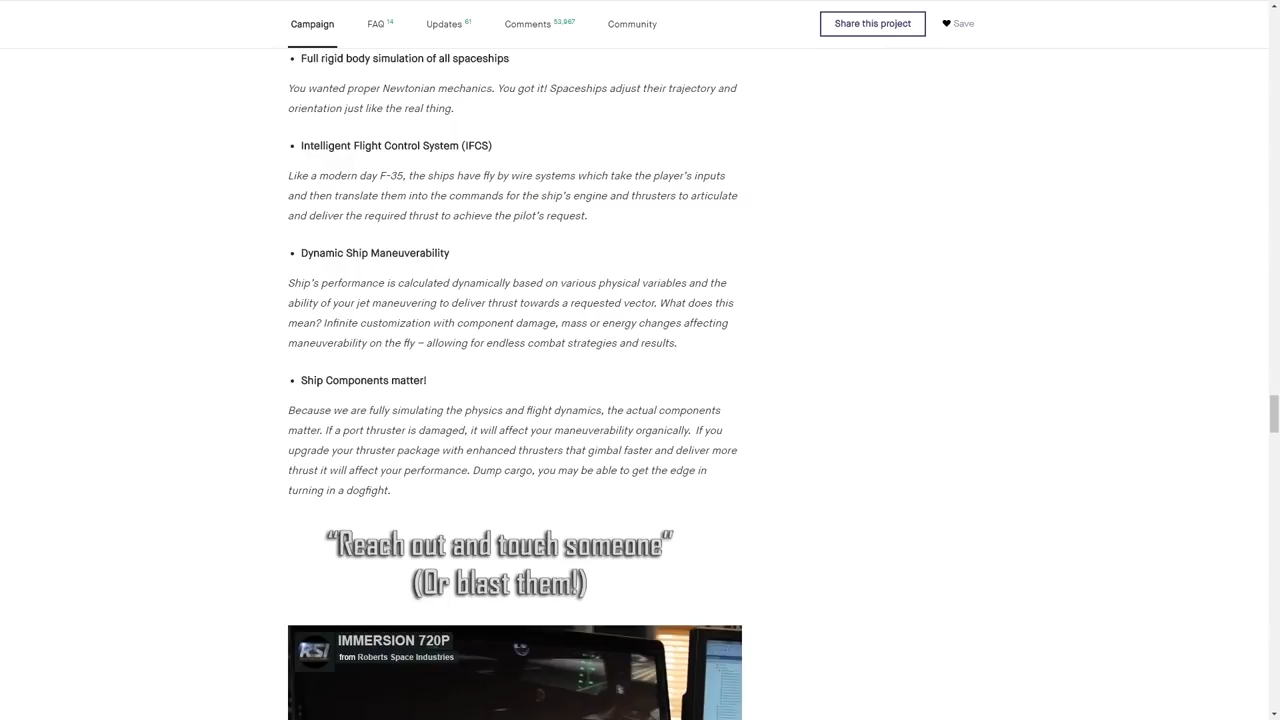 Campaign FAQ 14 Updates 61 Comments 53,967 Community Share this project Save
• Full rigid body simulation of all spaceships
You wanted proper Newtonian mechanics. You got it! Spaceships adjust their trajectory and
orientation just like the real thing.
• Intelligent Flight Control System (IFCS)
Like a modern day F-35, the ships have fly by wire systems which take the player's inputs
and then translate them into the commands for the ship's engine and thrusters to articulate
and deliver the required thrust to achieve the pilot's request.
• Dynamic Ship Maneuverability
Ship's performance is calculated dynamically based on various physical variables and the
ability of your jet maneuvering to deliver thrust towards a requested vector. What does this
mean? Infinite customization with component damage, mass or energy changes affecting
maneuverability on the fly – allowing for endless combat strategies and results.
• Ship Components matter!
Because we are fully simulating the physics and flight dynamics, the actual components
matter. If a port thruster is damaged, it will affect your maneuverability organically. If you
upgrade your thruster package with enhanced thrusters that gimbal faster and deliver more
thrust it will affect your performance. Dump cargo, you may be able to get the edge in
turning in a dogfight.
“Reach out and touch someone”
(Or blast them!)
RSI IMMERSION 720P
from Roberts Space Industries